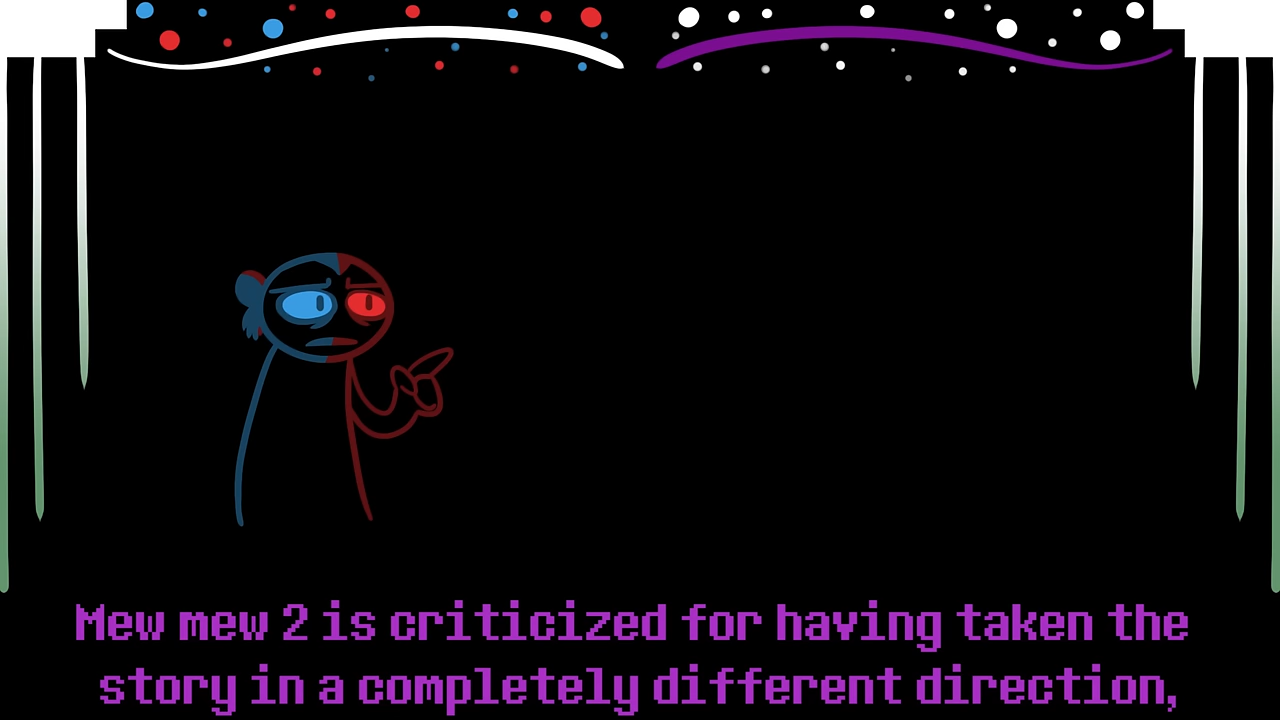 Mew mew 2 is criticized for having taken the
story in a completely different direction,